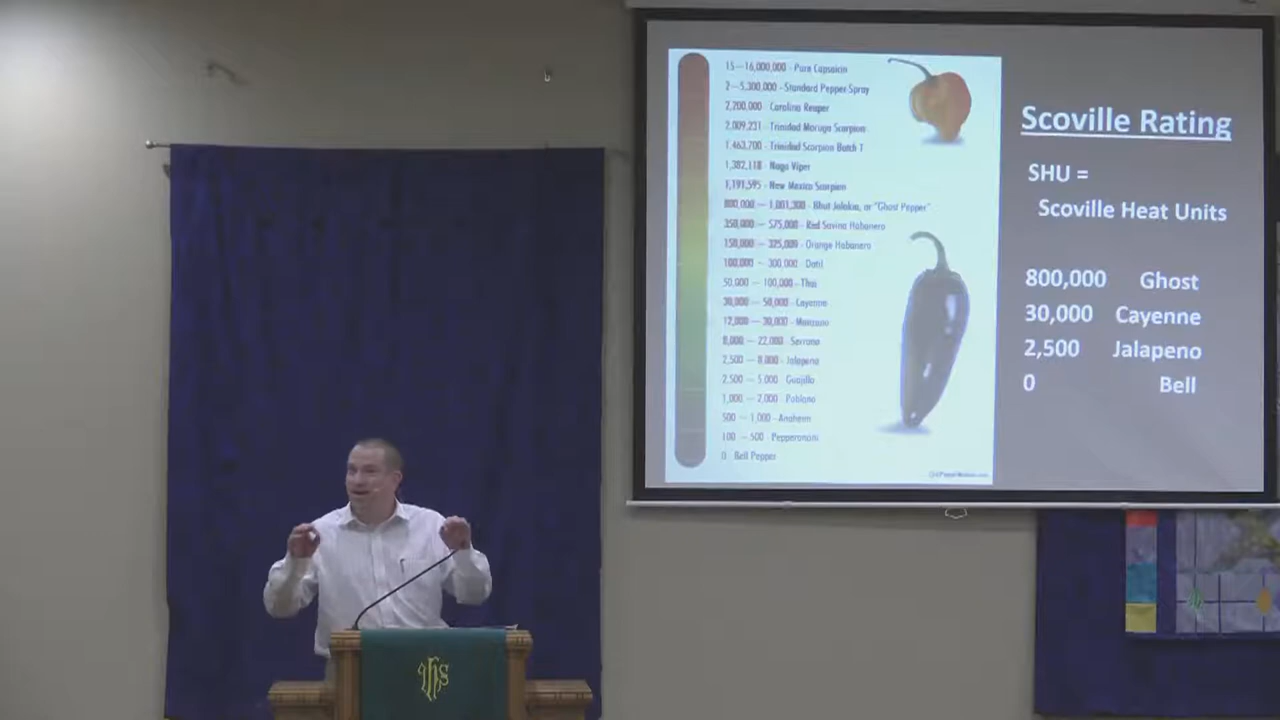 15—16,000,000 - Pure Capsaicin
2—5,300,000 - Standard Pepper Spray
2,200,000 - Carolina Reaper
2,009,231 - Trinidad Moruga Scorpion
1,463,700 - Trinidad Scorpion Butch T
1,382,118 - Naga Viper
1,191,595 - New Mexico Scorpion
800,000 — 1,001,300 - Bhut Jolokia, or "Ghost Pepper"
350,000 — 575,000 - Red Savina Habanero
150,000 — 325,000 - Orange Habanero
100,000 — 300,000 - Datil
50,000 — 100,000 - Thai
30,000 — 50,000 - Cayenne
12,000 — 30,000 - Manzano
8,000 — 22,000 - Serrano
2,500 — 8,000 - Jalapeno
2,500 — 5,000 - Guajillo
1,000 — 2,000 - Poblano
500 — 1,000 - Anaheim
100 — 500 - Pepperoncini
0 Bell Pepper
Scoville Rating
SHU =
Scoville Heat Units
800,000 Ghost
30,000 Cayenne
2,500 Jalapeno
0 Bell
IHS